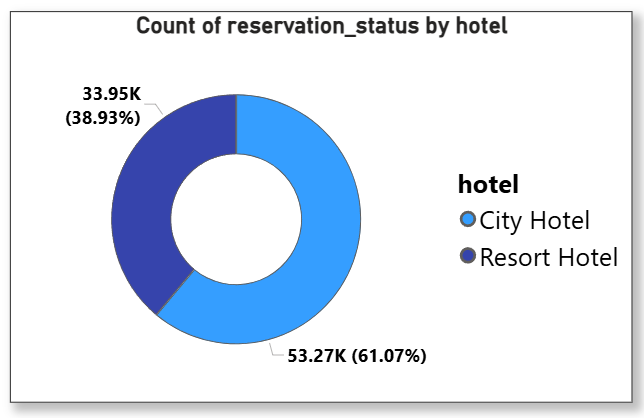 Count of reservation_status by hotel
33.95K
(38.93%)
hotel
City Hotel
Resort Hotel
53.27K (61.07%)